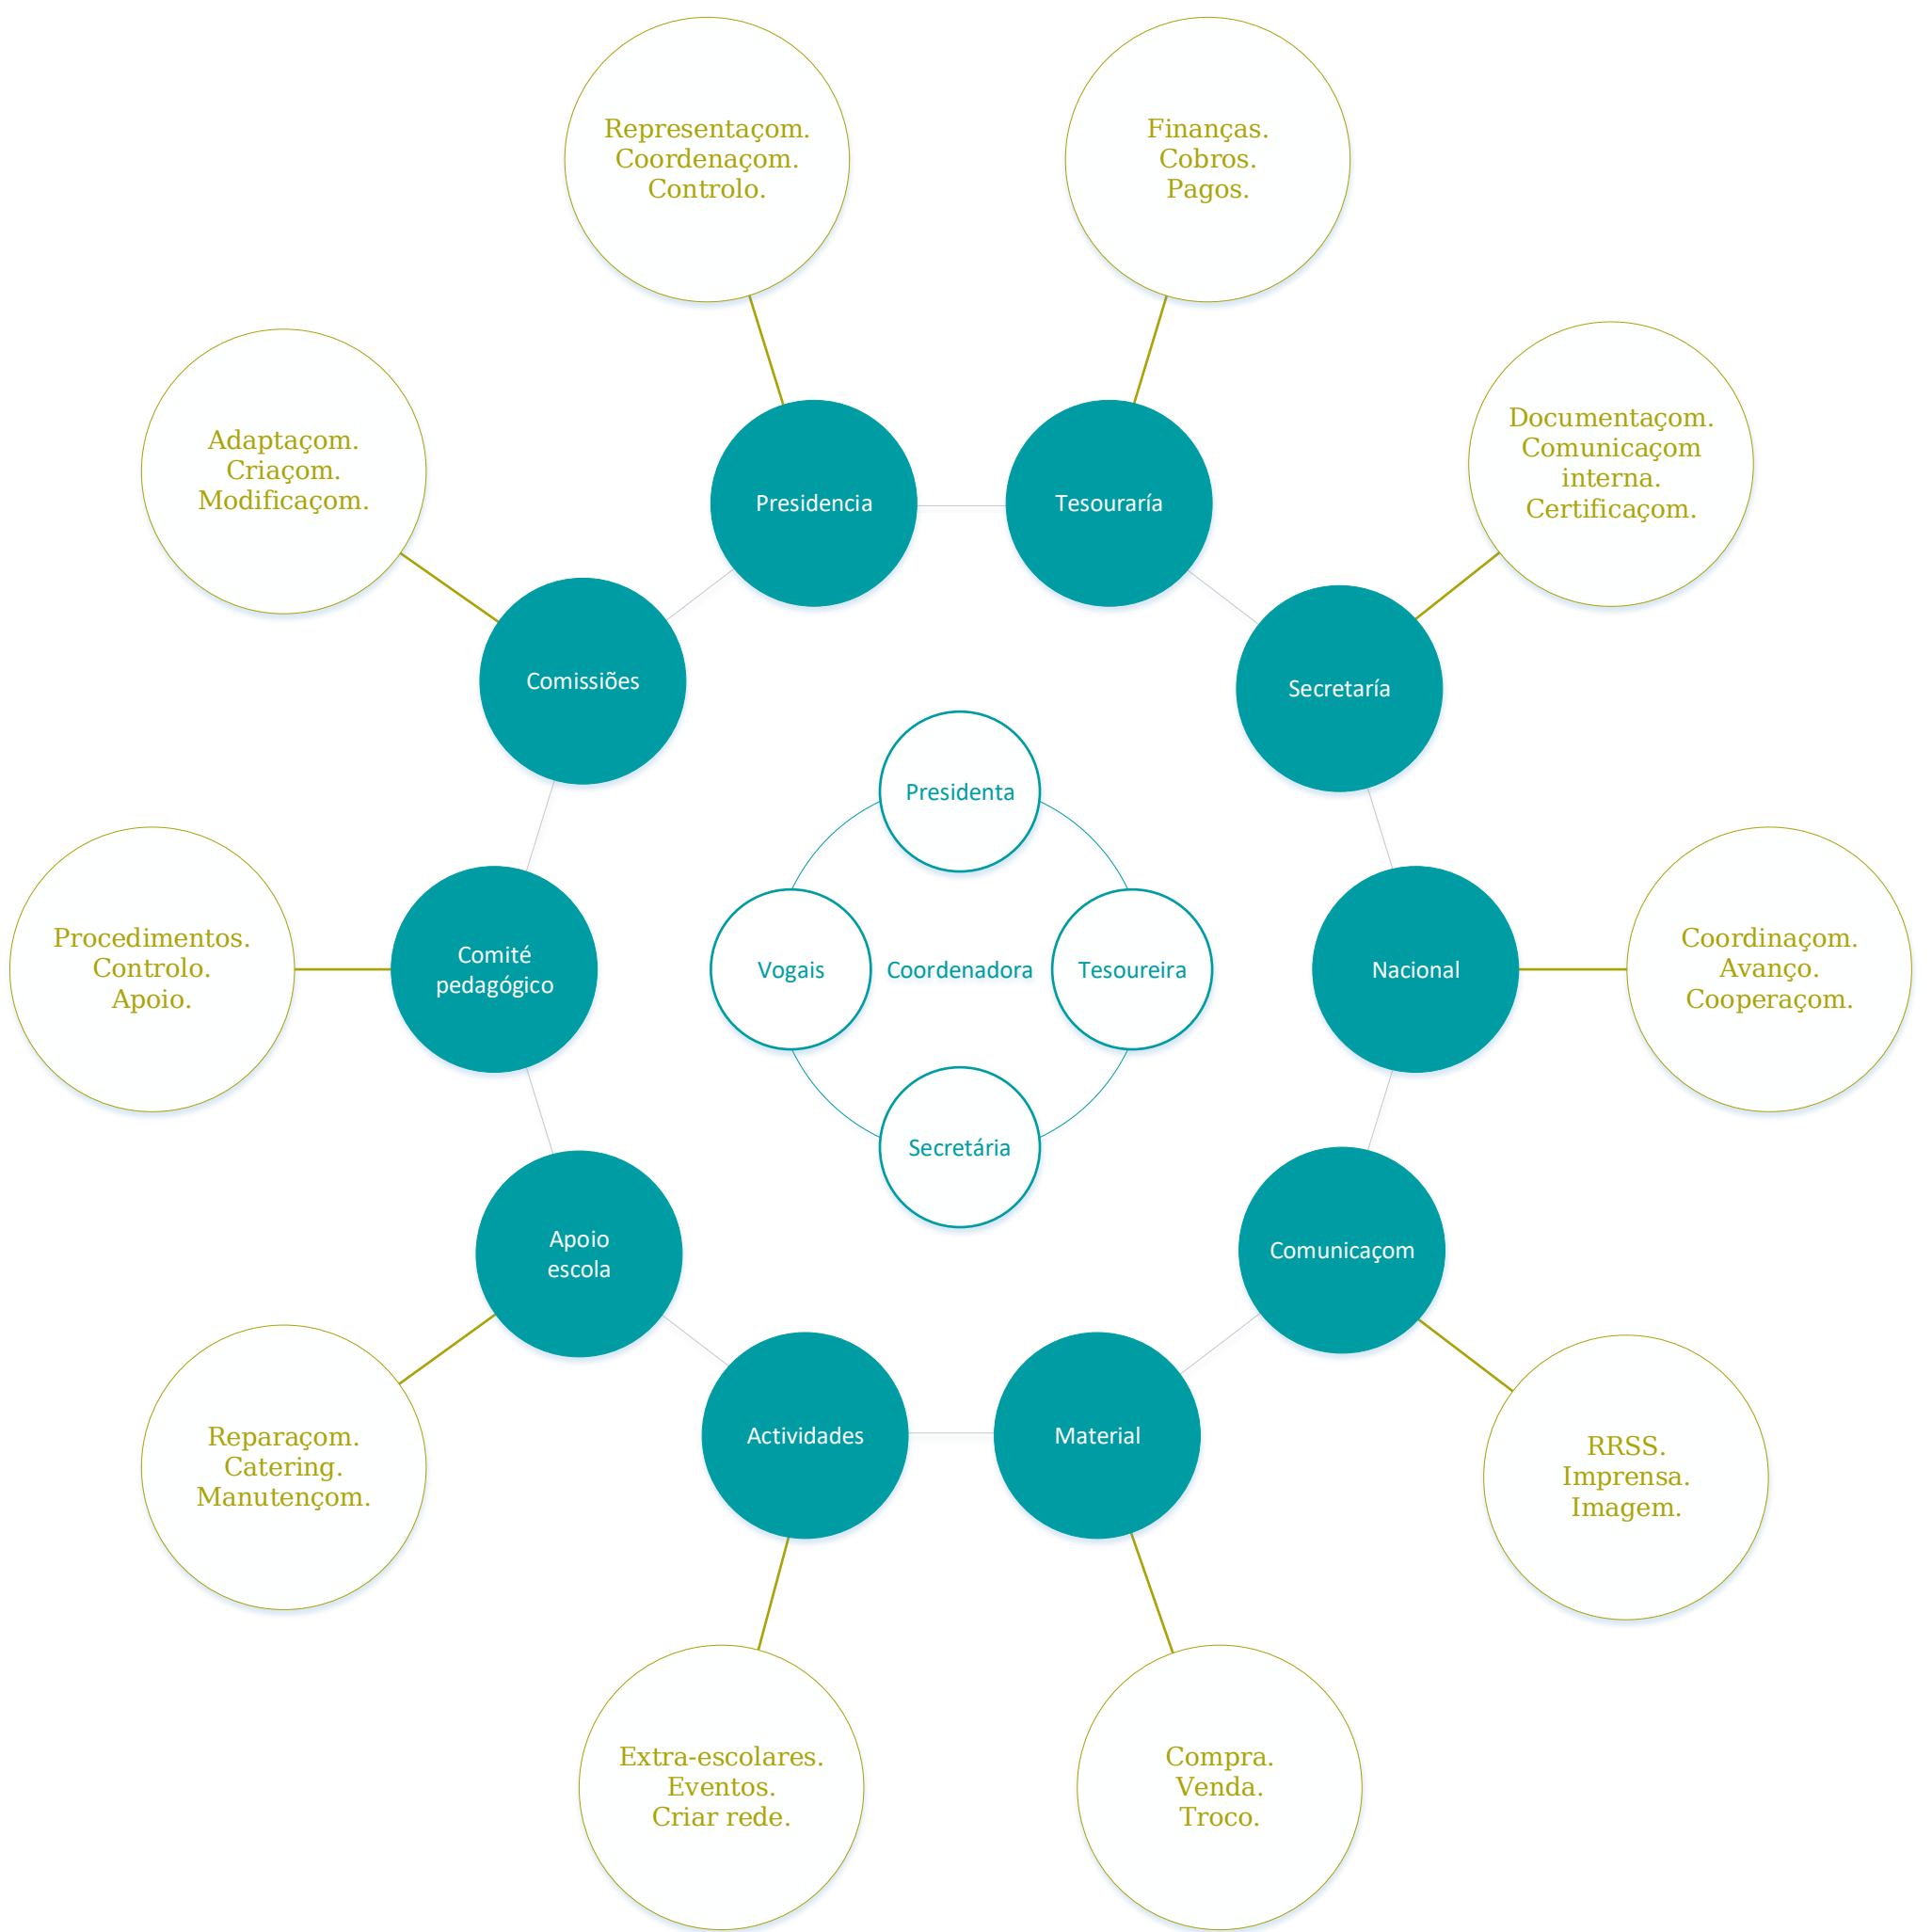 Representaçom.
Coordenaçom.
Controlo.
Finanças.
Cobros.
Pagos.
Adaptaçom.
Criaçom.
Modificaçom.
Documentaçom.
Comunicaçom
interna.
Certificaçom.
Presidencia
Tesouraría
Comissiões
Secretaría
Presidenta
Procedimentos.
Controlo.
Apoio.
Comité
pedagógico
Vogais
Coordenadora
Tesoureira
Nacional
Coordinaçom.
Avanço.
Cooperaçom.
Secretária
Apoio
escola
Comunicaçom
Reparaçom.
Catering.
Manutençom.
Actividades
Material
RRSS.
Imprensa.
Imagem.
Extra-escolares.
Eventos.
Criar rede.
Compra.
Venda.
Troco.